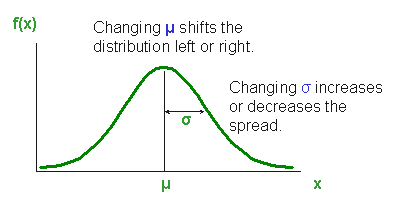 f(x)
Changing μ shifts the
distribution left or right.
Changing σ increases
or decreases the
spread.
σ
μ
x